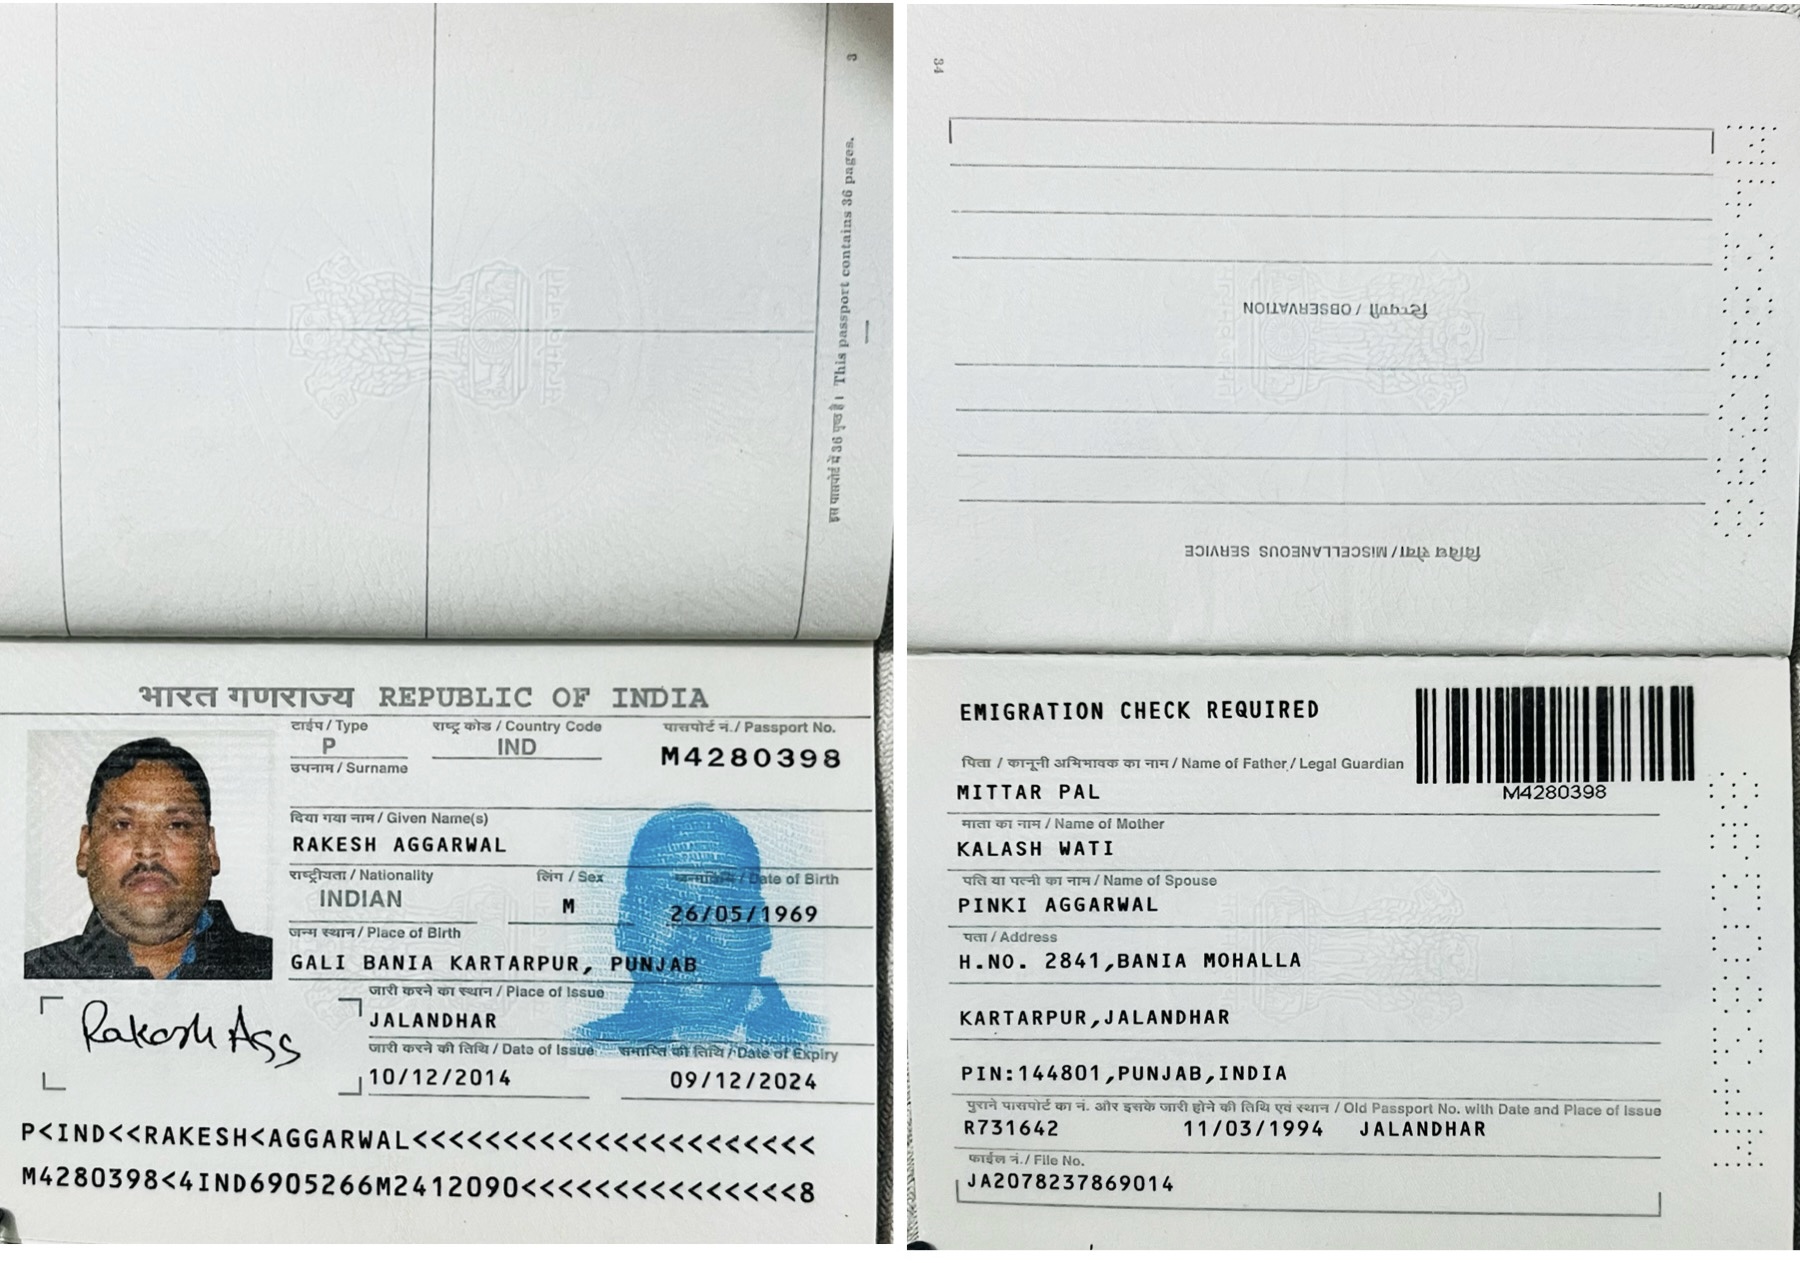 3
इस पासपोर्ट में 36 पृष्ठ हैं। This passport contains 36 pages.
भारत गणराज्य REPUBLIC OF INDIA
टाईप / Type राष्ट्र कोड / Country Code पासपोर्ट नं. / Passport No.
P IND M4280398
उपनाम / Surname
दिया गया नाम / Given Name(s)
RAKESH AGGARWAL
राष्ट्रीयता / Nationality लिंग / Sex जन्मतिथि / Date of Birth
INDIAN M 26/05/1969
जन्म स्थान / Place of Birth
GALI BANIA KARTARPUR, PUNJAB
जारी करने का स्थान / Place of Issue
JALANDHAR
जारी करने की तिथि / Date of Issue समाप्ति की तिथि / Date of Expiry
10/12/2014 09/12/2024
Rakesh Agg
P<IND<<RAKESH<AGGARWAL<<<<<<<<<<<<<<<<<<<<<<
M4280398<4IND6905266M2412090<<<<<<<<<<<<<<<8
34
टिप्पणी / OBSERVATION
विविध सेवा / MISCELLANEOUS SERVICE
EMIGRATION CHECK REQUIRED
M4280398
पिता / कानूनी अभिभावक का नाम / Name of Father / Legal Guardian
MITTAR PAL
माता का नाम / Name of Mother
KALASH WATI
पति या पत्नी का नाम / Name of Spouse
PINKI AGGARWAL
पता / Address
H.NO. 2841,BANIA MOHALLA
KARTARPUR,JALANDHAR
PIN:144801,PUNJAB,INDIA
पुराने पासपोर्ट का नं. और इसके जारी होने की तिथि एवं स्थान / Old Passport No. with Date and Place of Issue
R731642 11/03/1994 JALANDHAR
फाईल नं. / File No.
JA2078237869014